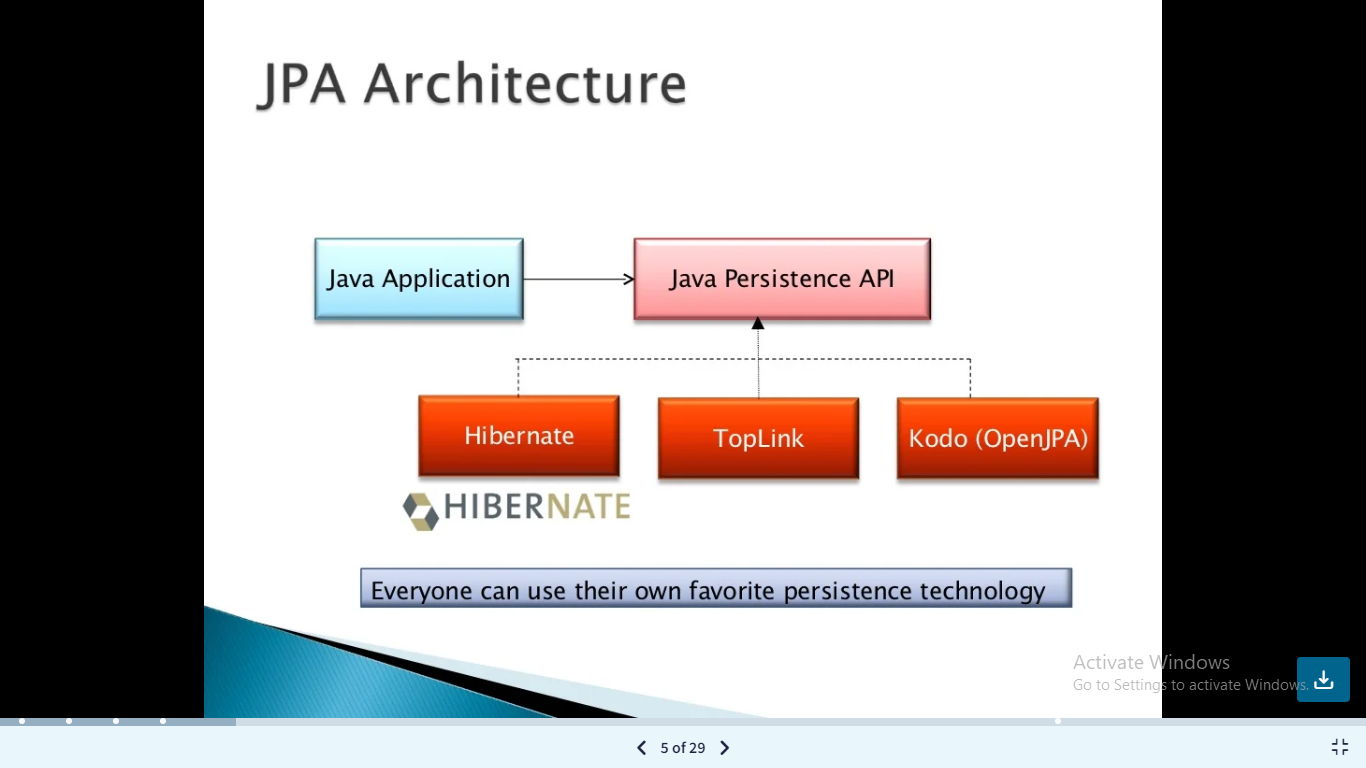 JPA Architecture
Java Application
Java Persistence API
Hibernate
TopLink
Kodo (OpenJPA)
HIBERNATE
Everyone can use their own favorite persistence technology
Activate Windows
Go to Settings to activate Windows.
5 of 29